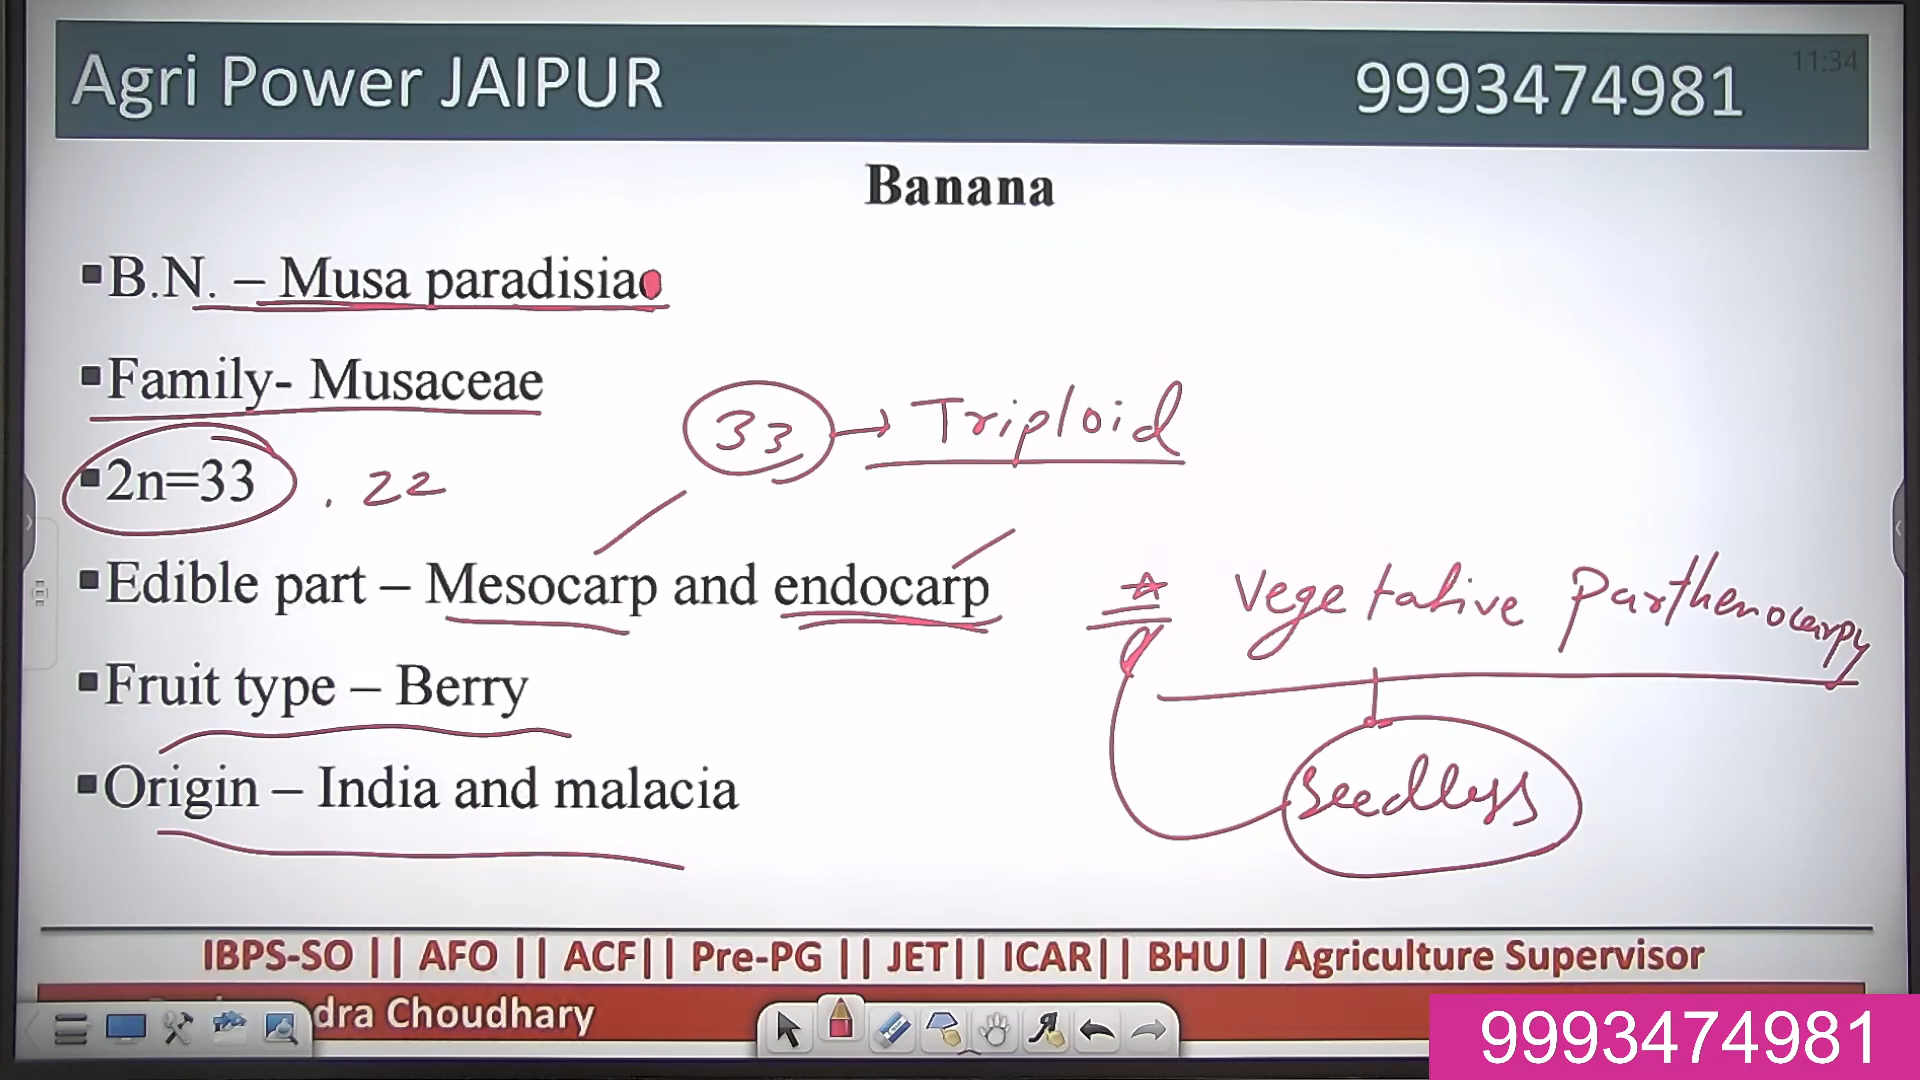 Agri Power JAIPUR 9993474981 11:34
Banana
▪B.N. – Musa paradisiac
▪Family- Musaceae
33 → Triploid
▪2n=33 . 22
▪Edible part – Mesocarp and endocarp
Vegetative Parthenocarpy
▪Fruit type – Berry
▪Origin – India and malacia
Seedless
IBPS-SO || AFO || ACF|| Pre-PG || JET|| ICAR|| BHU|| Agriculture Supervisor
Choudhary
9993474981